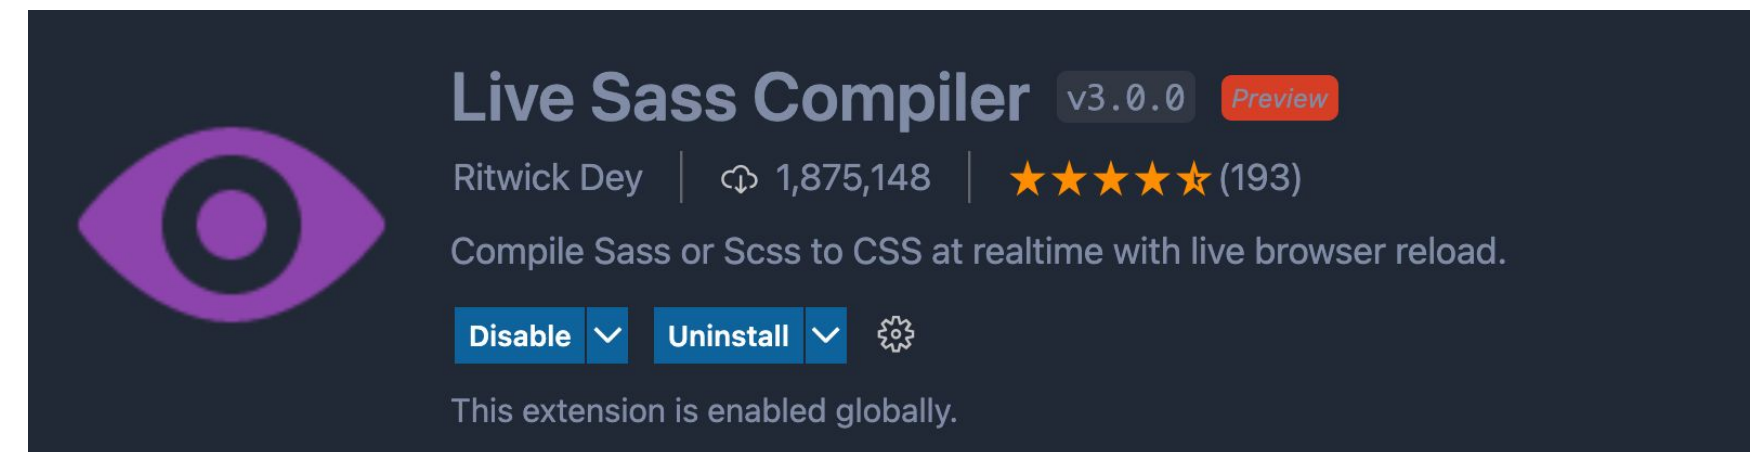 Live Sass Compiler v3.0.0 Preview
Ritwick Dey 1,875,148 (193)
Compile Sass or Scss to CSS at realtime with live browser reload.
Disable Uninstall
This extension is enabled globally.